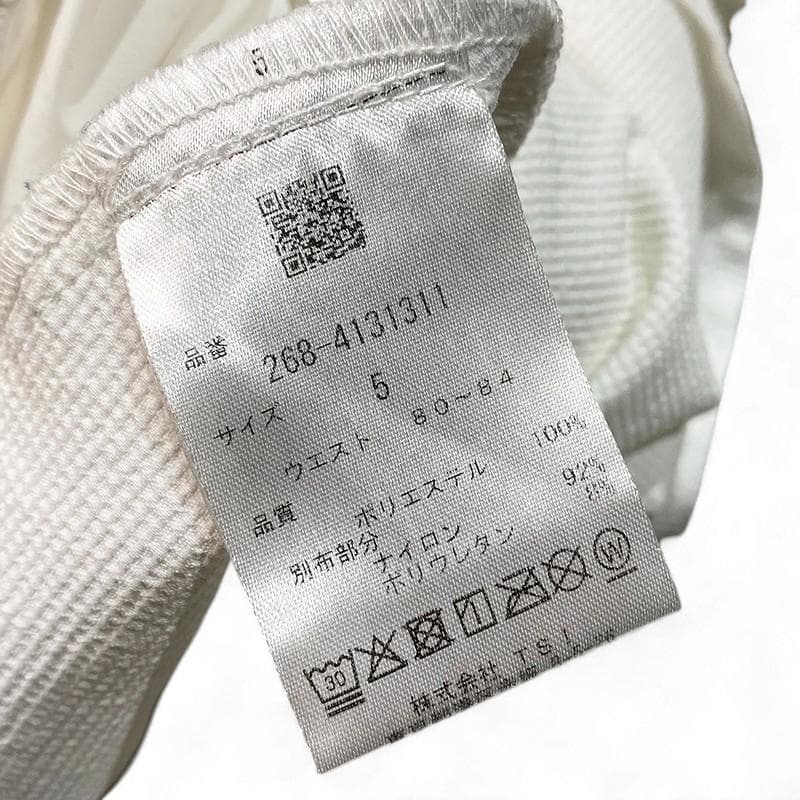 5
品番 268-4131311
サイズ 5
ウエスト 80~84
品質 ポリエステル 100%
別布部分 ナイロン 92%
ポリウレタン 8%
30
W
株式会社 TSI